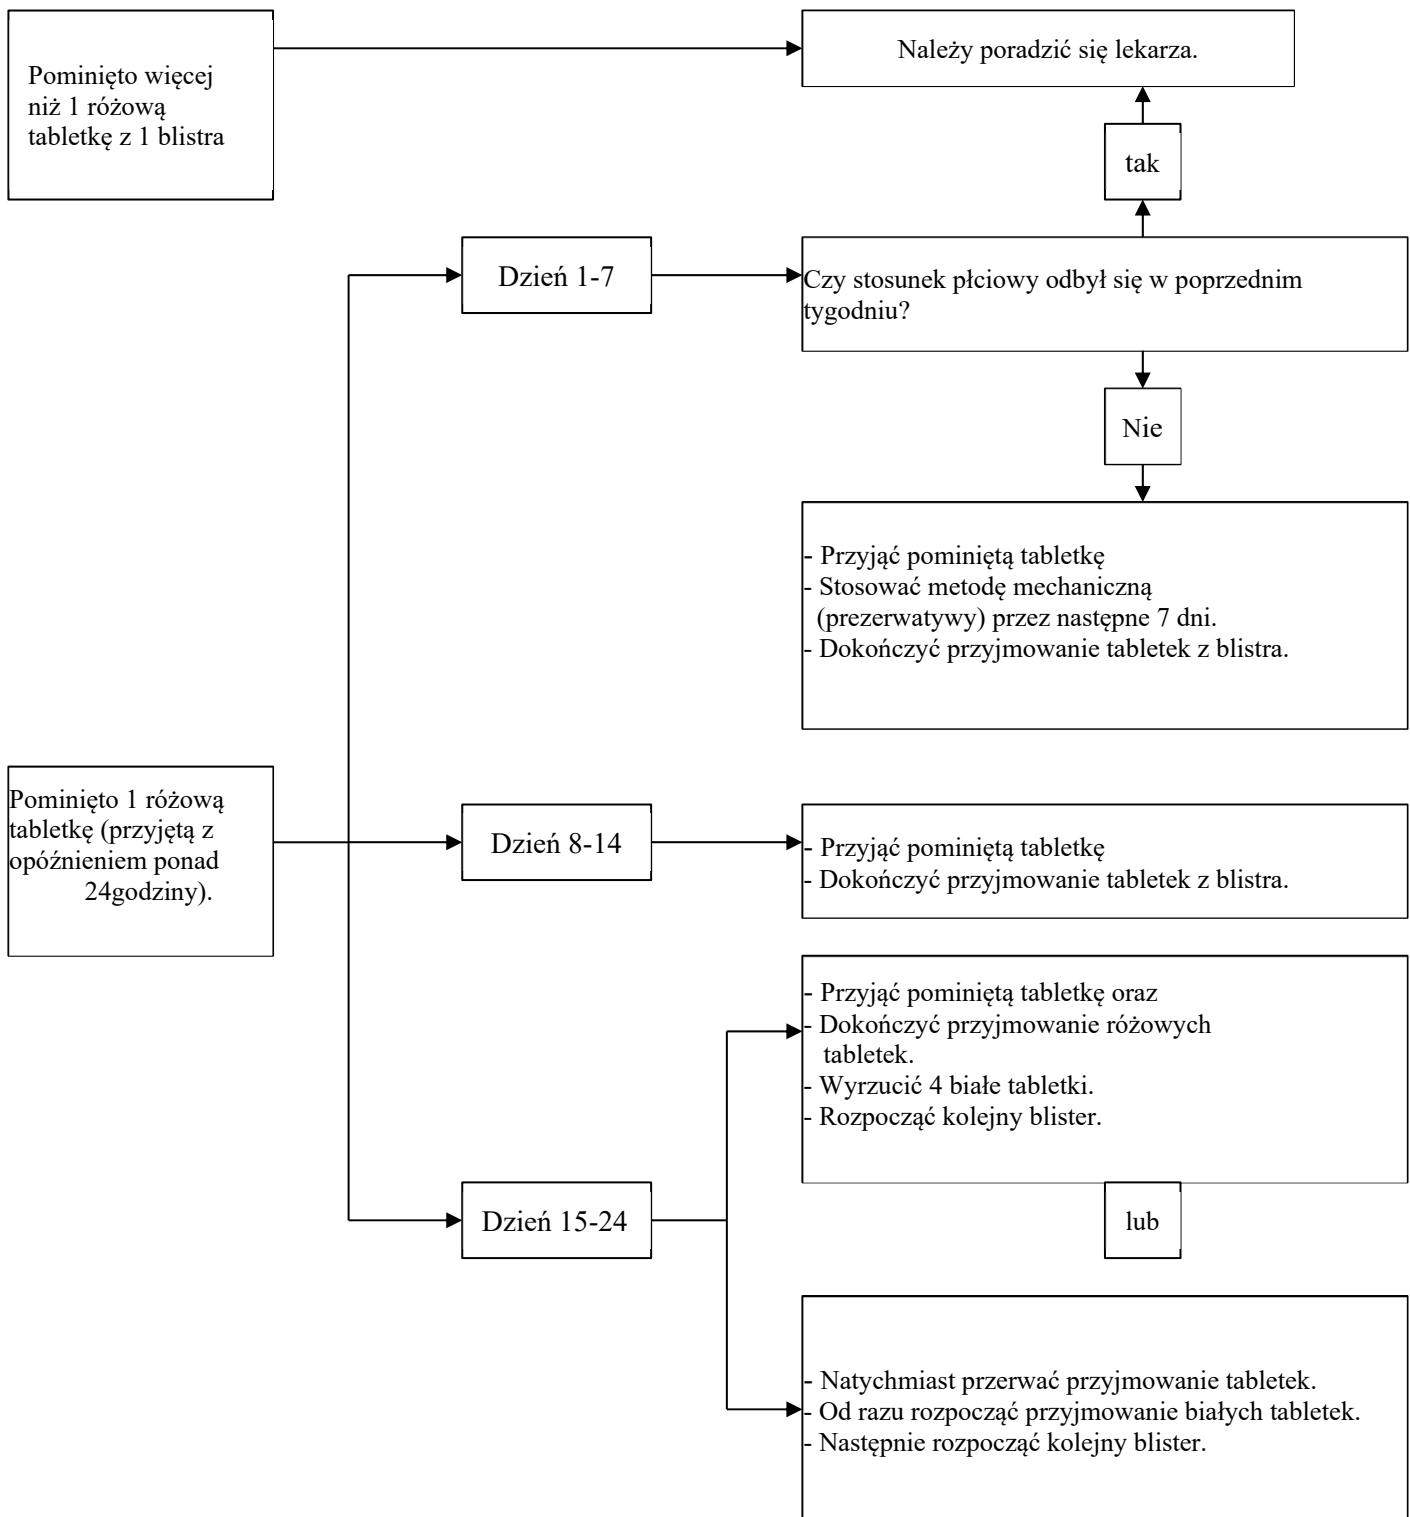 Pominięto więcej
niż 1 różową
tabletkę z 1 blistra
Należy poradzić się lekarza.
tak
Dzień 1-7
Czy stosunek płciowy odbył się w poprzednim
tygodniu?
Nie
- Przyjąć pominiętą tabletkę
- Stosować metodę mechaniczną
(prezerwatywy) przez następne 7 dni.
- Dokończyć przyjmowanie tabletek z blistra.
Pominięto 1 różową
tabletkę (przyjętą z
opóźnieniem ponad
24godziny).
Dzień 8-14
- Przyjąć pominiętą tabletkę
- Dokończyć przyjmowanie tabletek z blistra.
- Przyjąć pominiętą tabletkę oraz
- Dokończyć przyjmowanie różowych
tabletek.
- Wyrzucić 4 białe tabletki.
- Rozpocząć kolejny blister.
Dzień 15-24
lub
- Natychmiast przerwać przyjmowanie tabletek.
- Od razu rozpocząć przyjmowanie białych tabletek.
- Następnie rozpocząć kolejny blister.